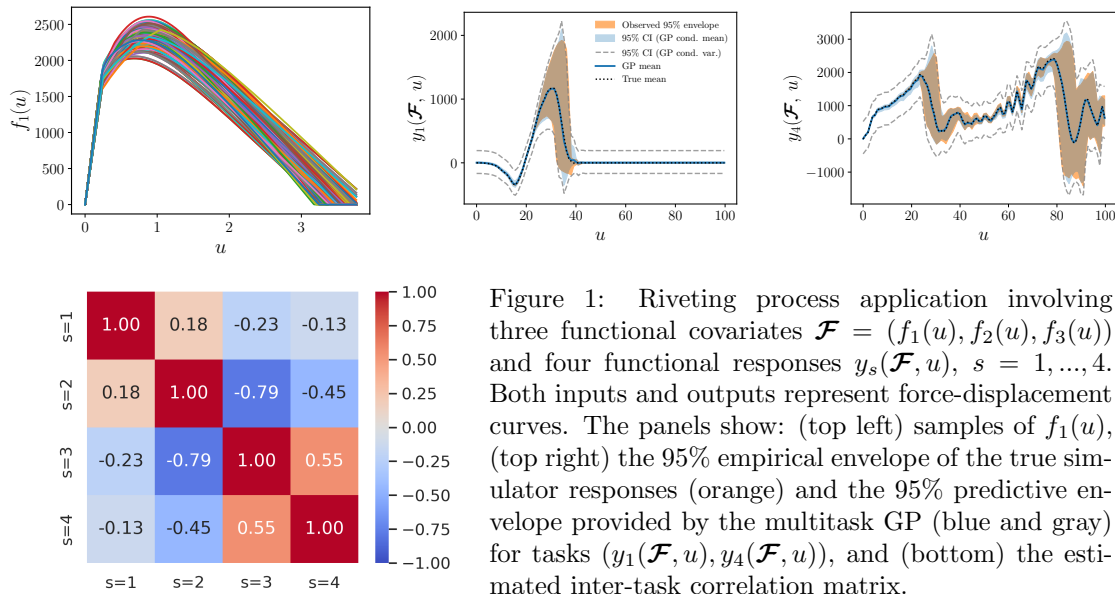 2500
2000
1500
1000
500
0
f₁(u)
0
1
2
3
u
2000
1000
0
y₁(𝓕, u)
Observed 95% envelope
95% CI (GP cond. mean)
95% CI (GP cond. var.)
GP mean
True mean
0
20
40
60
80
100
u
3000
2000
1000
0
−1000
y₄(𝓕, u)
0
20
40
60
80
100
u
s=1
1.00
0.18
-0.23
-0.13
s=2
0.18
1.00
-0.79
-0.45
s=3
-0.23
-0.79
1.00
0.55
s=4
-0.13
-0.45
0.55
1.00
s=1
s=2
s=3
s=4
1.00
0.75
0.50
0.25
0.00
−0.25
−0.50
−0.75
−1.00
Figure 1: Riveting process application involving
three functional covariates 𝓕 = (f₁(u), f₂(u), f₃(u))
and four functional responses yₛ(𝓕, u), s = 1, ..., 4.
Both inputs and outputs represent force-displacement
curves. The panels show: (top left) samples of f₁(u),
(top right) the 95% empirical envelope of the true sim-
ulator responses (orange) and the 95% predictive en-
velope provided by the multitask GP (blue and gray)
for tasks (y₁(𝓕, u), y₄(𝓕, u)), and (bottom) the esti-
mated inter-task correlation matrix.